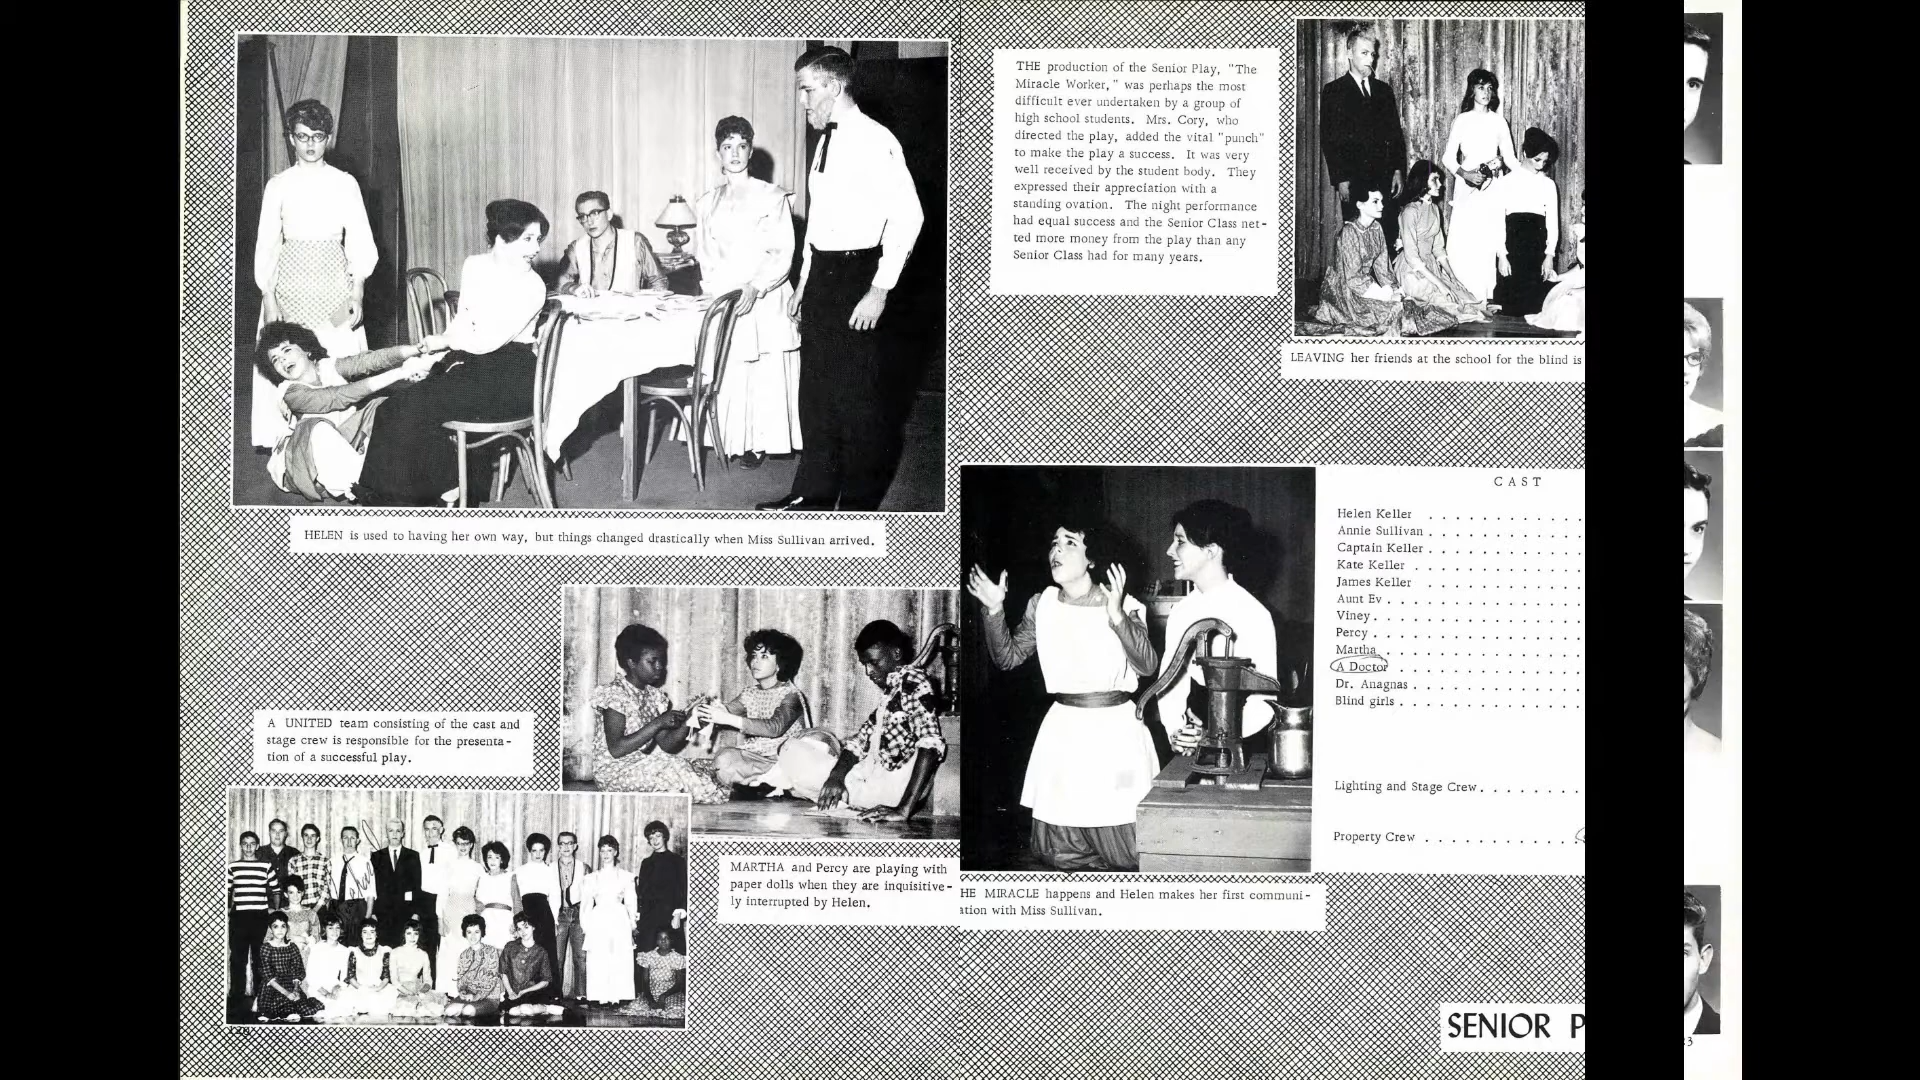 THE production of the Senior Play, "The
Miracle Worker," was perhaps the most
difficult ever undertaken by a group of
high school students. Mrs. Cory, who
directed the play, added the vital "punch"
to make the play a success. It was very
well received by the student body. They
expressed their appreciation with a
standing ovation. The night performance
had equal success and the Senior Class net-
ted more money from the play than any
Senior Class had for many years.
LEAVING her friends at the school for the blind is
HELEN is used to having her own way, but things changed drastically when Miss Sullivan arrived.
CAST
Helen Keller . . . . . . . . . . . .
Annie Sullivan . . . . . . . . . . . .
Captain Keller . . . . . . . . . . . .
Kate Keller . . . . . . . . . . . . .
James Keller . . . . . . . . . . . .
Aunt Ev . . . . . . . . . . . . . . .
Viney . . . . . . . . . . . . . . . .
Percy . . . . . . . . . . . . . . . .
Martha . . . . . . . . . . . . . . .
A Doctor . . . . . . . . . . . . . .
Dr. Anagnas . . . . . . . . . . . . .
Blind girls . . . . . . . . . . . . . .
Lighting and Stage Crew . . . . . . . .
Property Crew . . . . . . . . . . . .
A UNITED team consisting of the cast and
stage crew is responsible for the presenta-
tion of a successful play.
MARTHA and Percy are playing with
paper dolls when they are inquisitive-
ly interrupted by Helen.
HE MIRACLE happens and Helen makes her first communi-
ation with Miss Sullivan.
SENIOR P